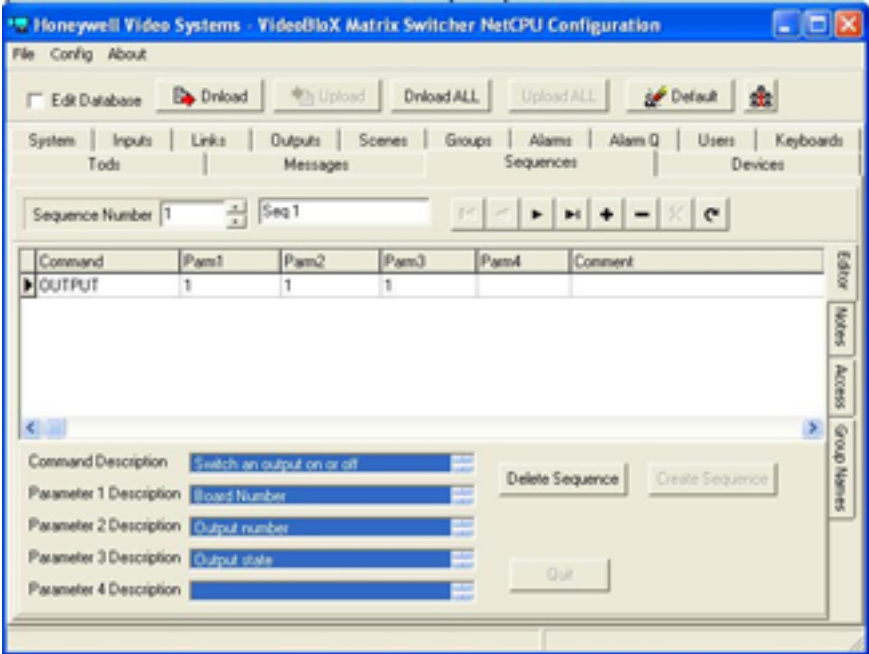 Honeywell Video Systems - VideoBloX Matrix Switcher NetCPU Configuration
File Config About
Edit Database Dnload Upload Dnload ALL Upload ALL Default
System Inputs Links Outputs Scenes Groups Alarms Alarm Q Users Keyboards
Tods Messages Sequences Devices
Sequence Number 1 Seq 1
Command Parm1 Parm2 Parm3 Parm4 Comment
OUTPUT 1 1 1
Editor
Notes
Access
Group Names
Command Description Switch an output on or off
Parameter 1 Description Board Number
Parameter 2 Description Output number
Parameter 3 Description Output state
Parameter 4 Description
Delete Sequence Create Sequence
Quit